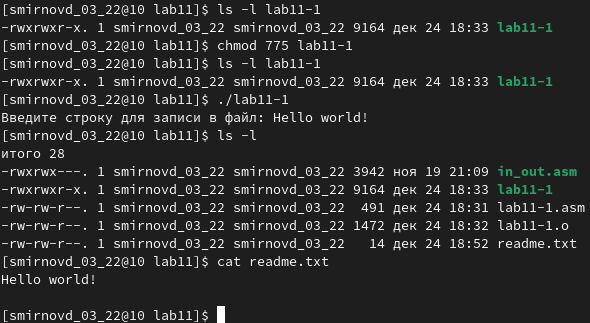 [smirnovd_03_22@10 lab11]$ ls -l lab11-1
-rwxrwxr-x. 1 smirnovd_03_22 smirnovd_03_22 9164 дек 24 18:33 lab11-1
[smirnovd_03_22@10 lab11]$ chmod 775 lab11-1
[smirnovd_03_22@10 lab11]$ ls -l lab11-1
-rwxrwxr-x. 1 smirnovd_03_22 smirnovd_03_22 9164 дек 24 18:33 lab11-1
[smirnovd_03_22@10 lab11]$ ./lab11-1
Введите строку для записи в файл: Hello world!
[smirnovd_03_22@10 lab11]$ ls -l
итого 28
-rwxrwx---. 1 smirnovd_03_22 smirnovd_03_22 3942 ноя 19 21:09 in_out.asm
-rwxrwxr-x. 1 smirnovd_03_22 smirnovd_03_22 9164 дек 24 18:33 lab11-1
-rw-rw-r--. 1 smirnovd_03_22 smirnovd_03_22  491 дек 24 18:31 lab11-1.asm
-rw-rw-r--. 1 smirnovd_03_22 smirnovd_03_22 1472 дек 24 18:32 lab11-1.o
-rw-rw-r--. 1 smirnovd_03_22 smirnovd_03_22   14 дек 24 18:52 readme.txt
[smirnovd_03_22@10 lab11]$ cat readme.txt
Hello world!
[smirnovd_03_22@10 lab11]$